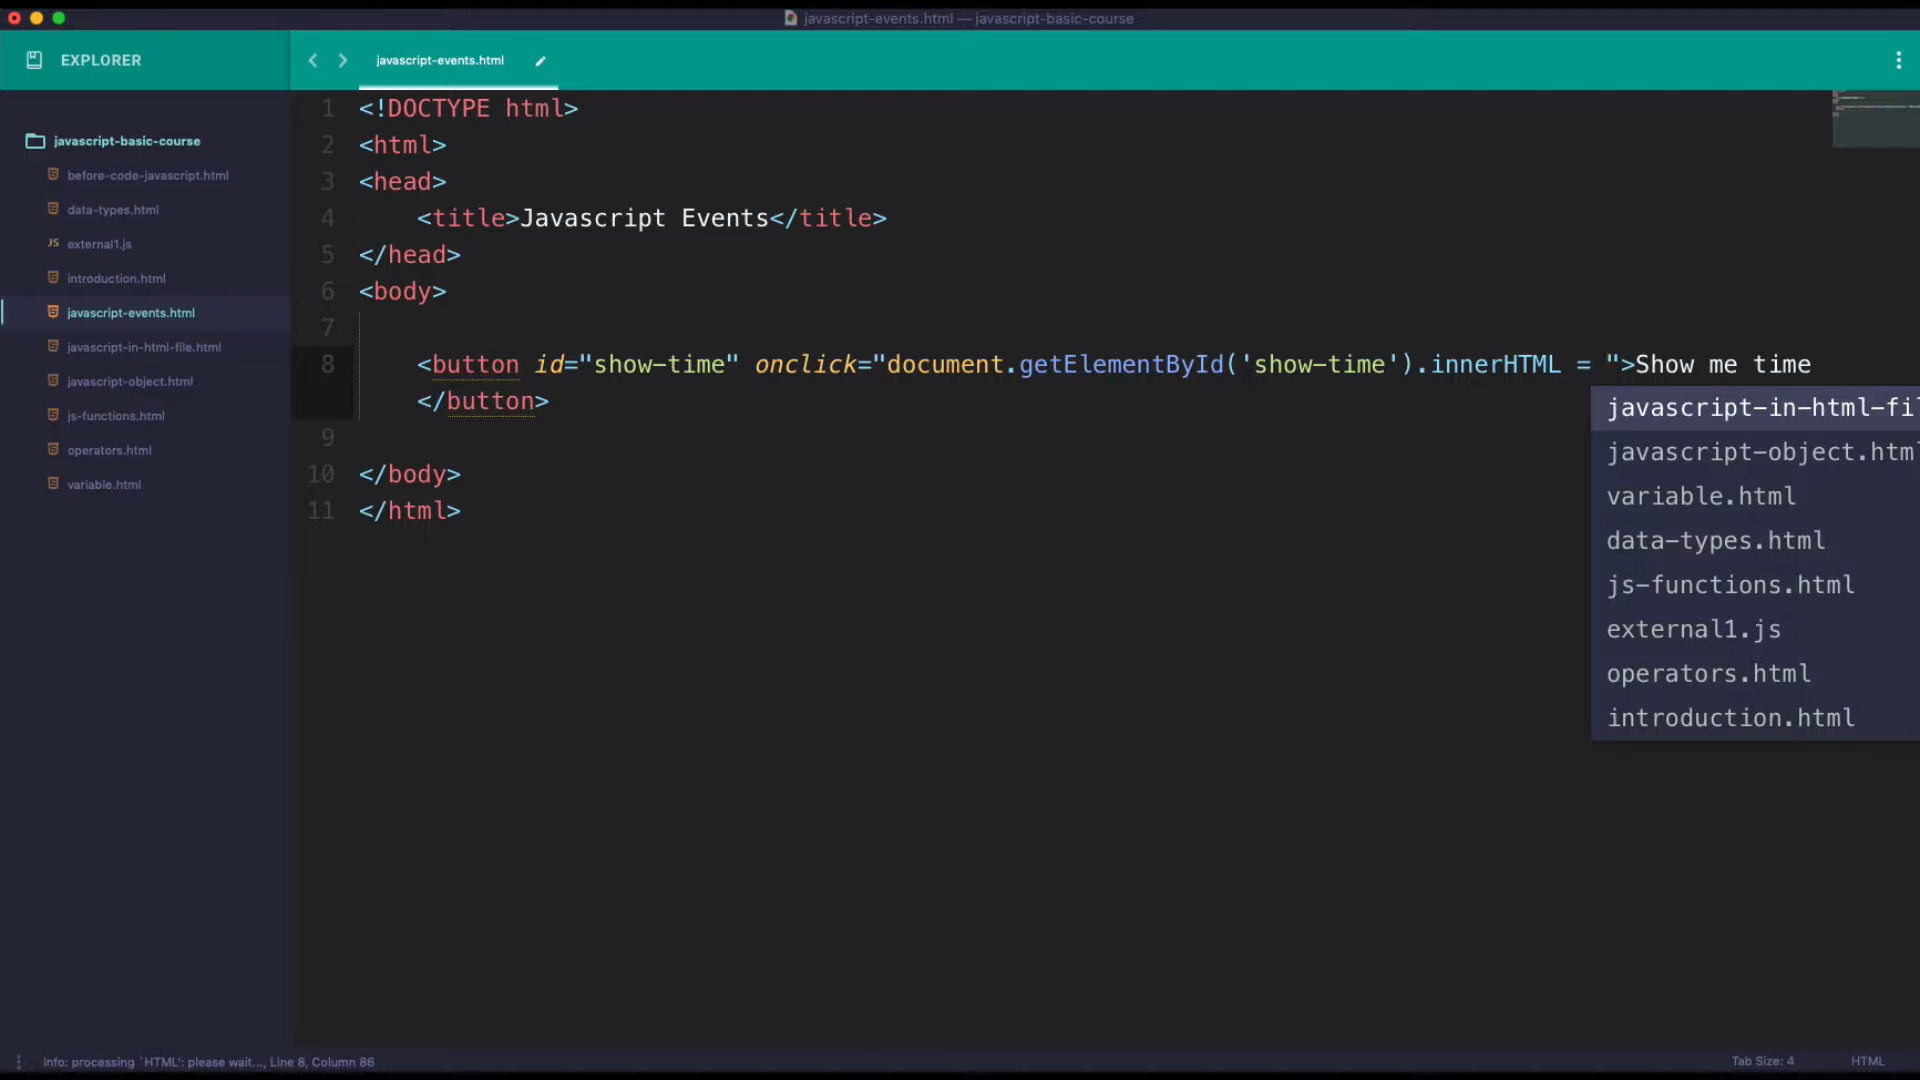 javascript-events.html — javascript-basic-course
EXPLORER
javascript-events.html
javascript-basic-course
before-code-javascript.html
data-types.html
JS external1.js
introduction.html
javascript-events.html
javascript-in-html-file.html
javascript-object.html
js-functions.html
operators.html
variable.html
1 <!DOCTYPE html>
2 <html>
3 <head>
4 <title>Javascript Events</title>
5 </head>
6 <body>
7
8 <button id="show-time" onclick="document.getElementById('show-time').innerHTML = ">Show me time
</button>
9
10 </body>
11 </html>
javascript-in-html-fil
javascript-object.html
variable.html
data-types.html
js-functions.html
external1.js
operators.html
introduction.html
Info: processing `HTML': please wait..., Line 8, Column 86
Tab Size: 4
HTML